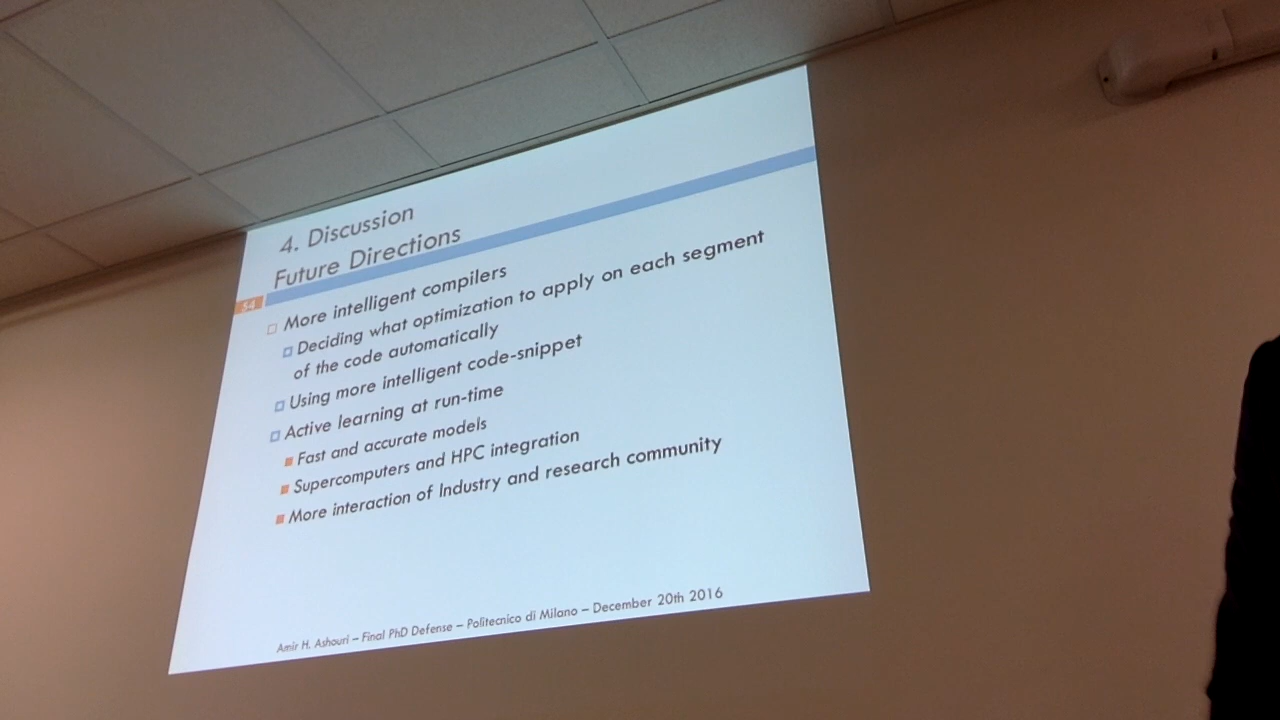 4. Discussion
Future Directions
54
More intelligent compilers
Deciding what optimization to apply on each segment
of the code automatically
Using more intelligent code-snippet
Active learning at run-time
Fast and accurate models
Supercomputers and HPC integration
More interaction of Industry and research community
Amir H. Ashouri – Final PhD Defense – Politecnico di Milano – December 20th 2016